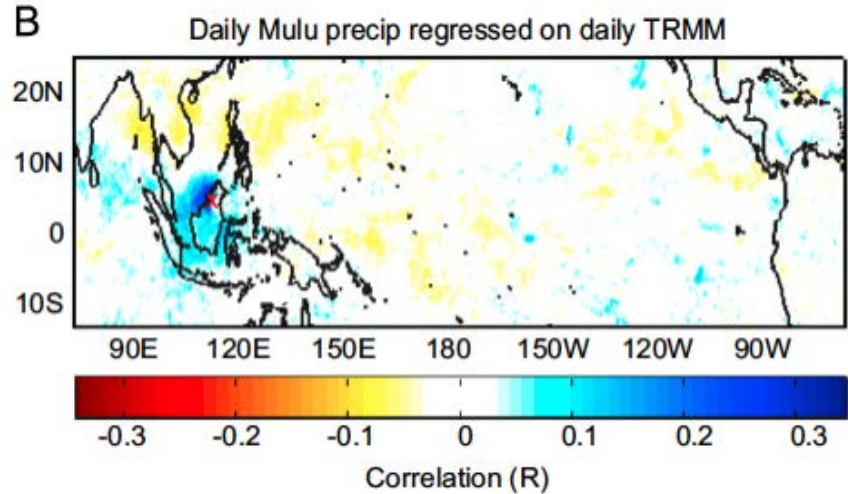 B
Daily Mulu precip regressed on daily TRMM
20N
10N
0
10S
90E 120E 150E 180 150W 120W 90W
-0.3 -0.2 -0.1 0 0.1 0.2 0.3
Correlation (R)